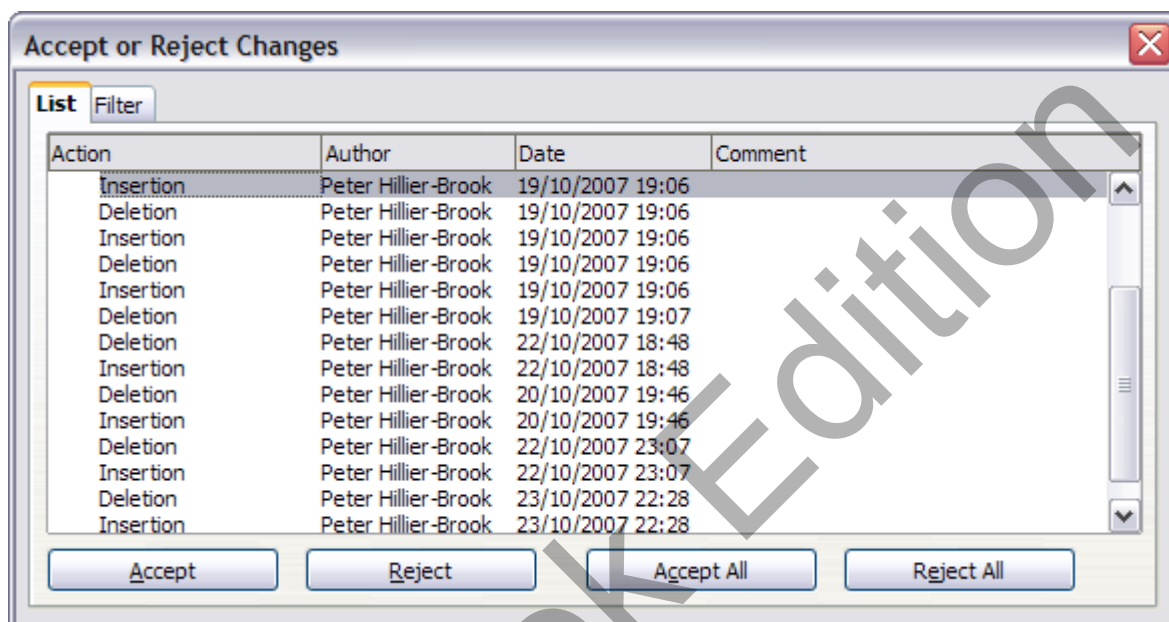 Accept or Reject Changes
List Filter
Action Author Date Comment
Insertion Peter Hillier-Brook 19/10/2007 19:06
Deletion Peter Hillier-Brook 19/10/2007 19:06
Insertion Peter Hillier-Brook 19/10/2007 19:06
Deletion Peter Hillier-Brook 19/10/2007 19:06
Insertion Peter Hillier-Brook 19/10/2007 19:06
Deletion Peter Hillier-Brook 19/10/2007 19:07
Deletion Peter Hillier-Brook 22/10/2007 18:48
Insertion Peter Hillier-Brook 22/10/2007 18:48
Deletion Peter Hillier-Brook 20/10/2007 19:46
Insertion Peter Hillier-Brook 20/10/2007 19:46
Deletion Peter Hillier-Brook 22/10/2007 23:07
Insertion Peter Hillier-Brook 22/10/2007 23:07
Deletion Peter Hillier-Brook 23/10/2007 22:28
Insertion Peter Hillier-Brook 23/10/2007 22:28
Accept Reject Accept All Reject All
Edition